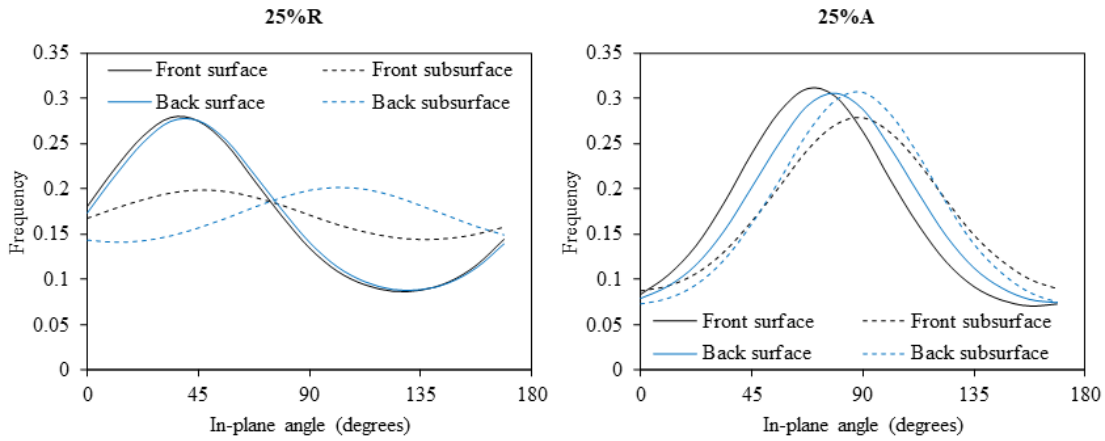 25%R
0.35
0.3
0.25
0.2
0.15
0.1
0.05
0
Frequency
Front surface
Front subsurface
Back surface
Back subsurface
0 45 90 135 180
In-plane angle (degrees)
25%A
0.35
0.3
0.25
0.2
0.15
0.1
0.05
0
Frequency
Front surface
Front subsurface
Back surface
Back subsurface
0 45 90 135 180
In-plane angle (degrees)